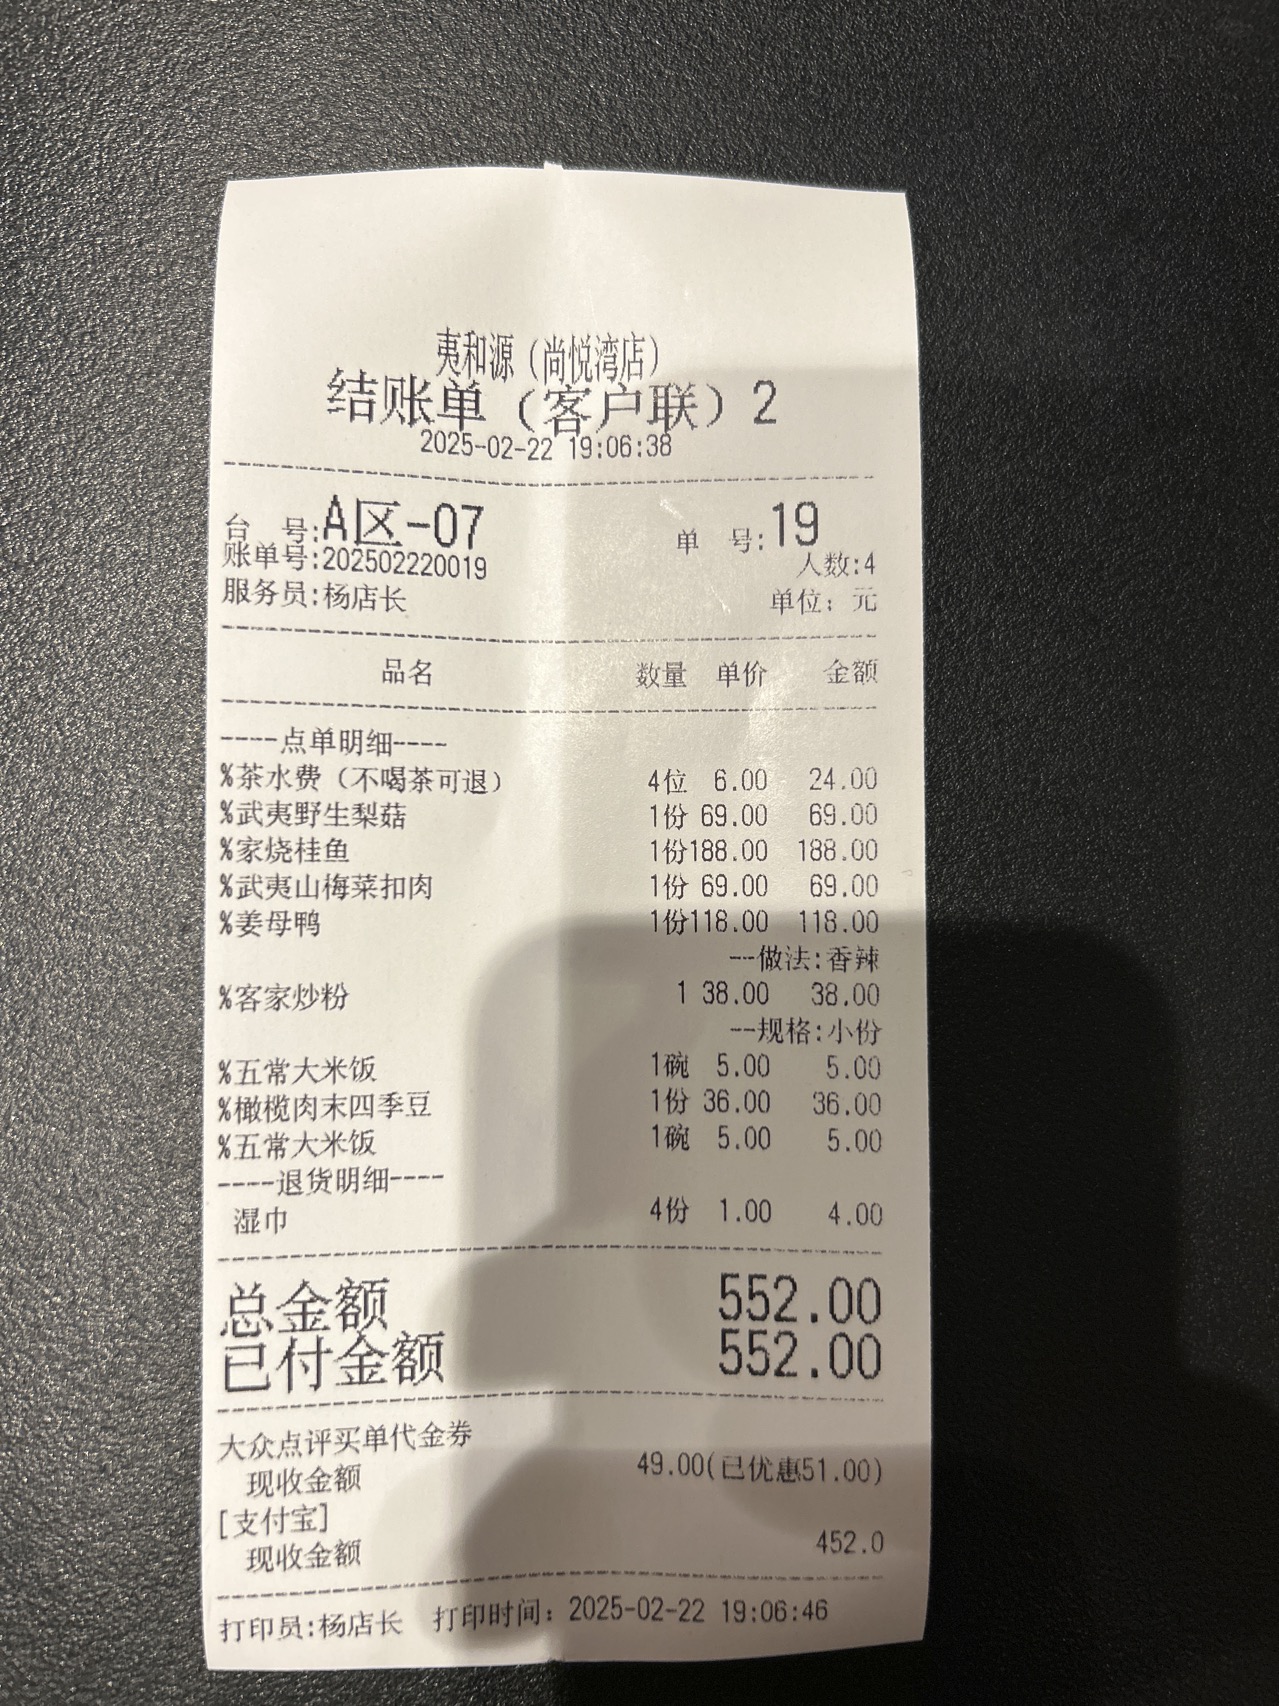 夷和源（尚悦湾店）
结账单（客户联）2
2025-02-22 19:06:38
台 号:A区-07 单 号:19
账单号:202502220019 人数:4
服务员:杨店长 单位：元
品名 数量 单价 金额
----点单明细----
%茶水费（不喝茶可退） 4位 6.00 24.00
%武夷野生梨菇 1份 69.00 69.00
%家烧桂鱼 1份188.00 188.00
%武夷山梅菜扣肉 1份 69.00 69.00
%姜母鸭 1份118.00 118.00
--做法:香辣
%客家炒粉 1 38.00 38.00
--规格:小份
%五常大米饭 1碗 5.00 5.00
%橄榄肉末四季豆 1份 36.00 36.00
%五常大米饭 1碗 5.00 5.00
----退货明细----
湿巾 4份 1.00 4.00
总金额 552.00
已付金额 552.00
大众点评买单代金券
现收金额 49.00(已优惠51.00)
[支付宝]
现收金额 452.0
打印员:杨店长 打印时间：2025-02-22 19:06:46